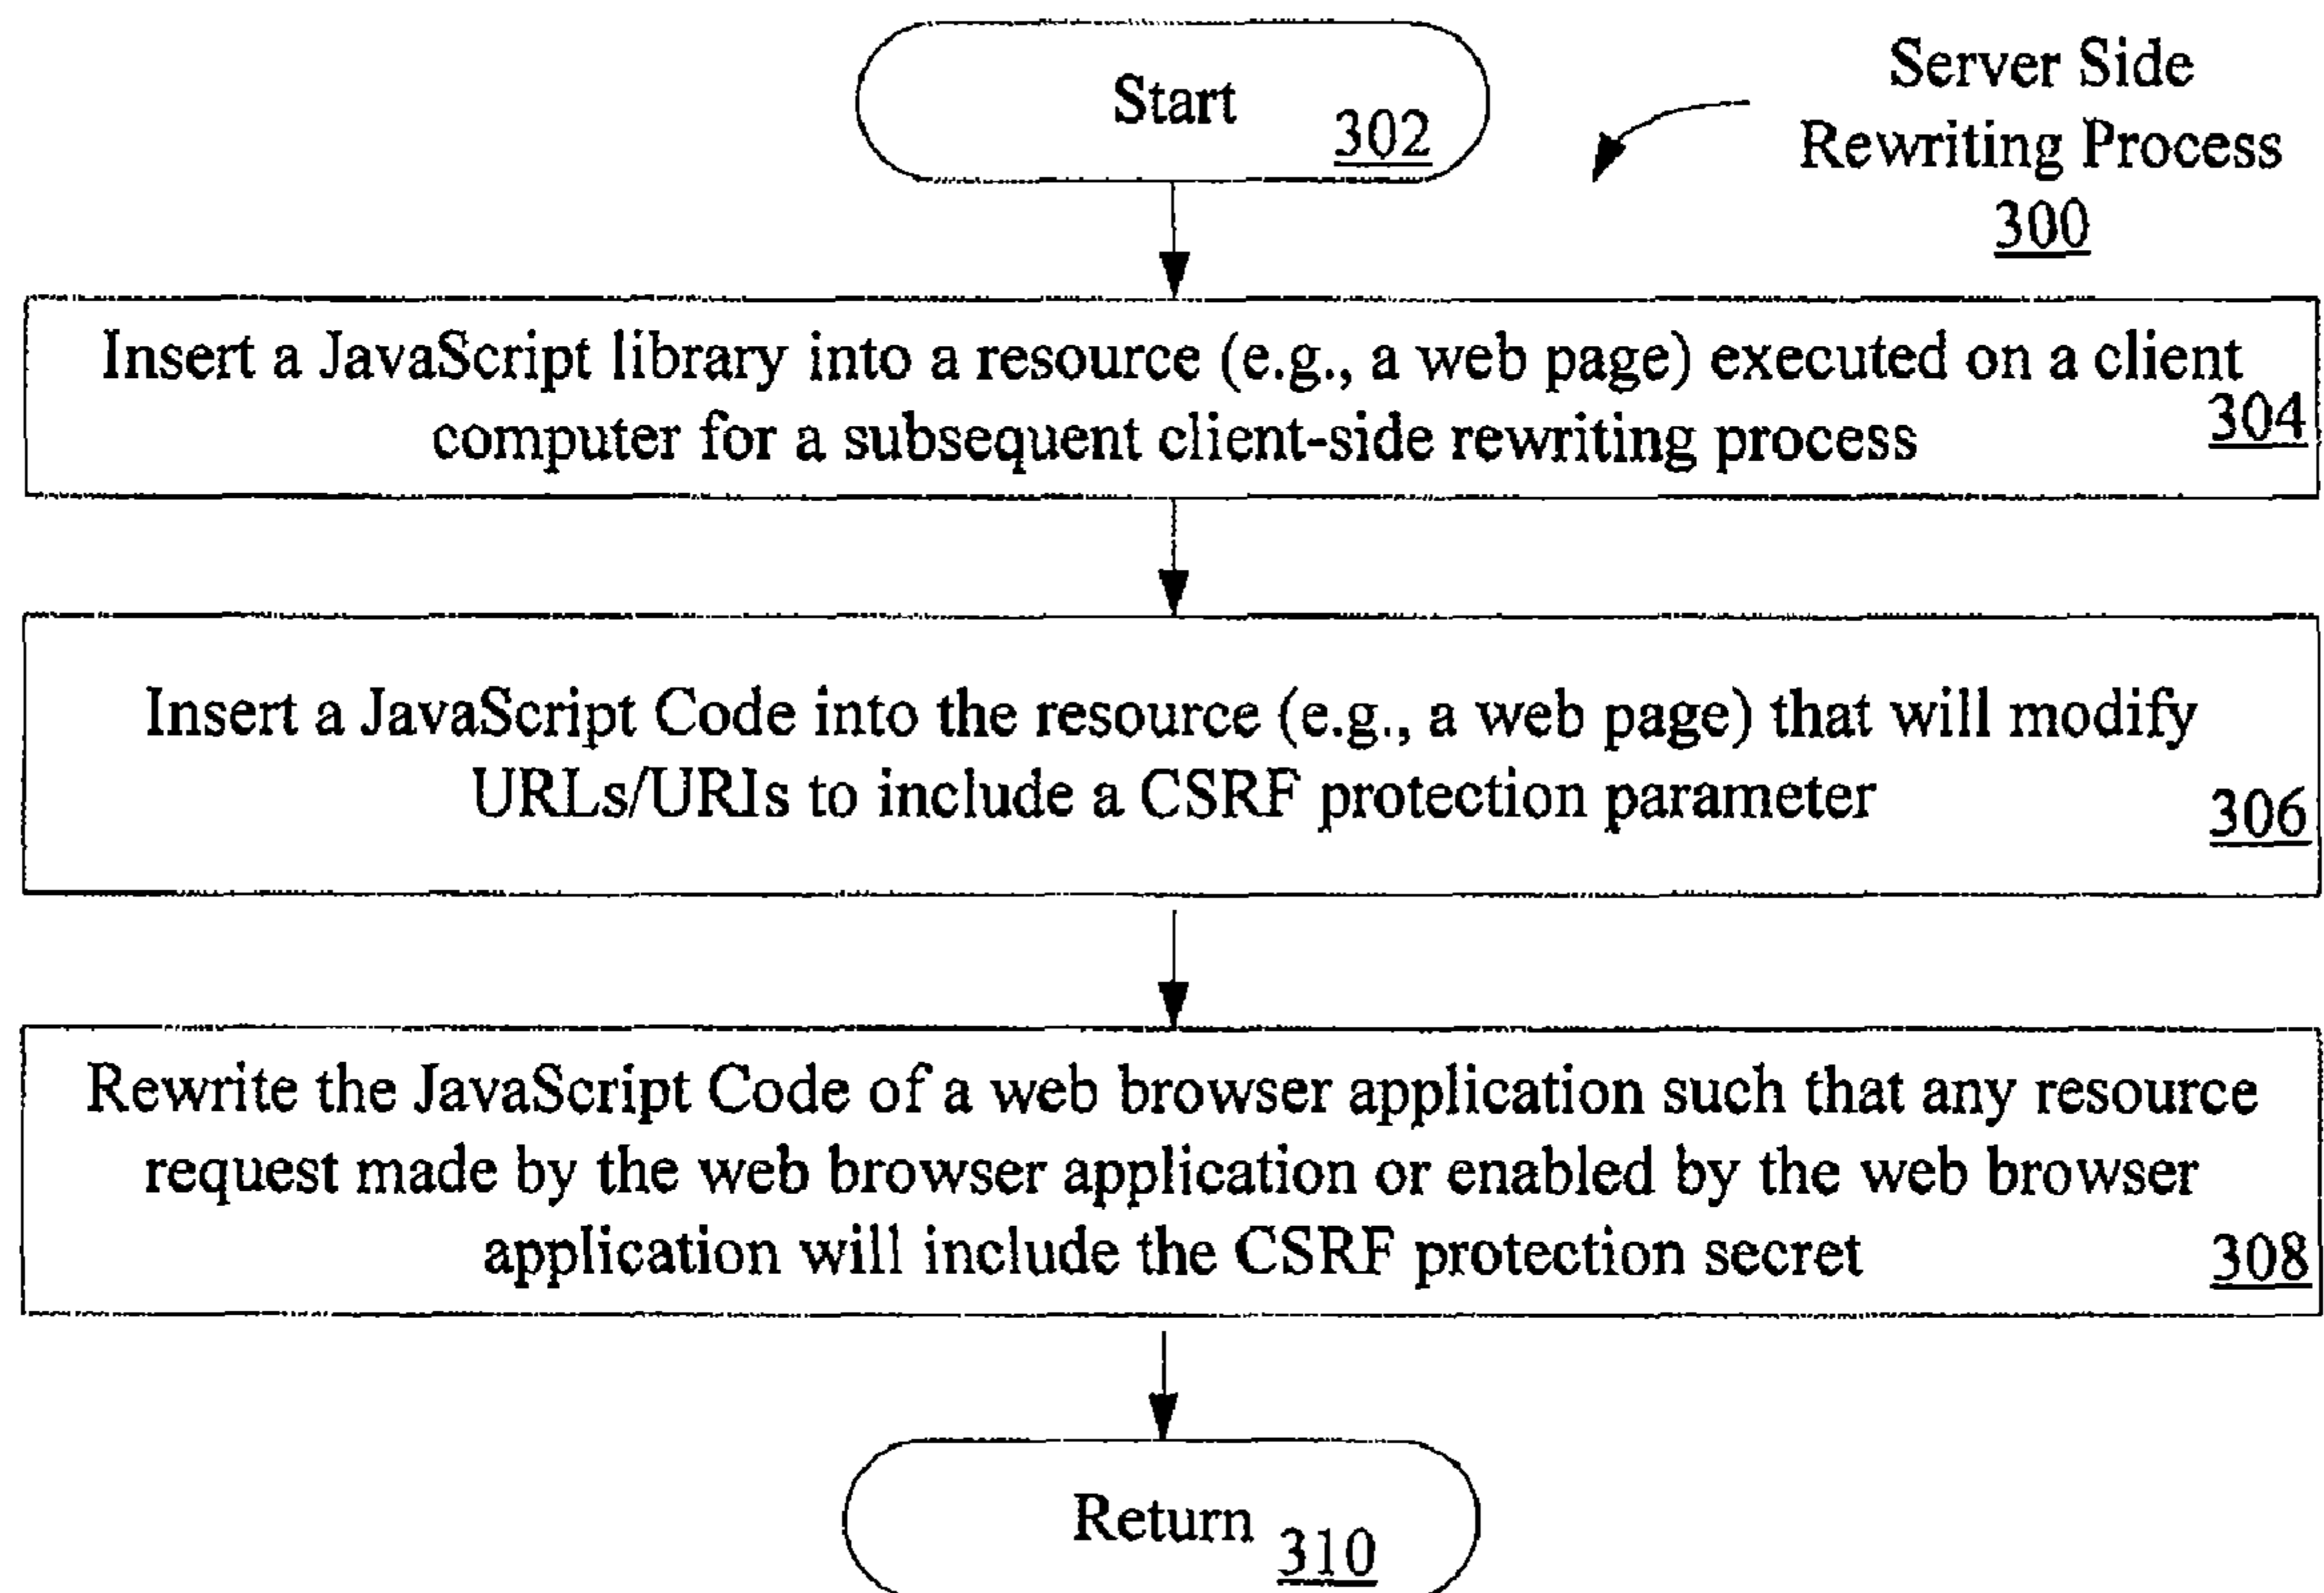 Start
302
Server Side
Rewriting Process
300
Insert a JavaScript library into a resource (e.g., a web page) executed on a client
computer for a subsequent client-side rewriting process
304
Insert a JavaScript Code into the resource (e.g., a web page) that will modify
URLs/URIs to include a CSRF protection parameter
306
Rewrite the JavaScript Code of a web browser application such that any resource
request made by the web browser application or enabled by the web browser
application will include the CSRF protection secret
308
Return
310